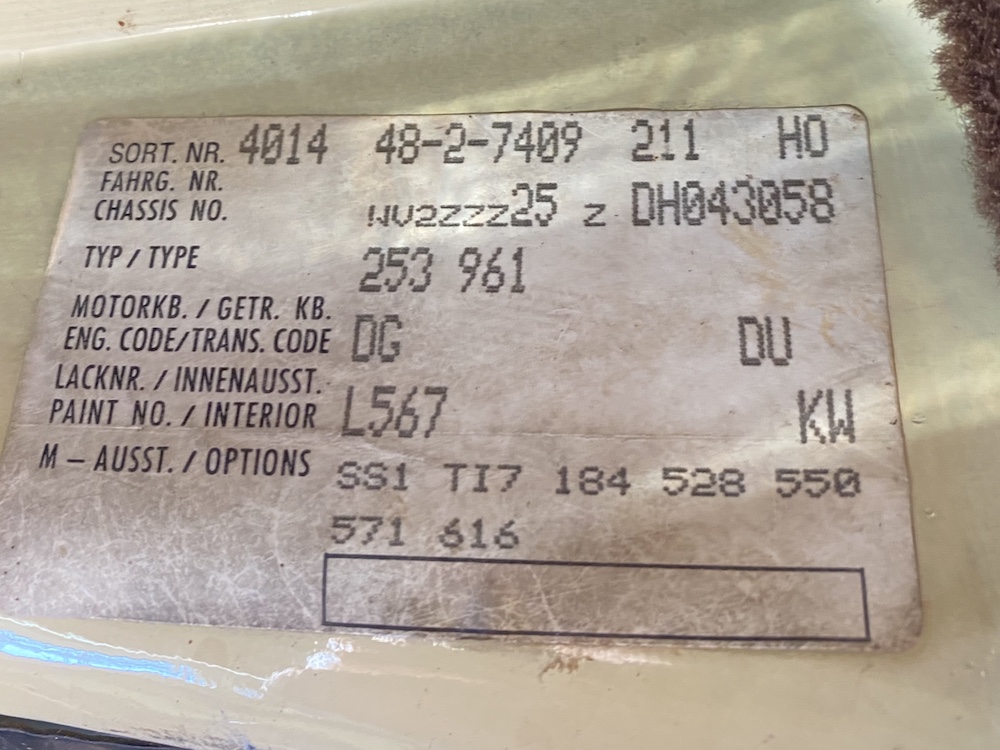 SORT. NR. 4014 48-2-7409 211 HO
FAHRG. NR.
CHASSIS NO. WV2ZZZ25 Z DH043058
TYP / TYPE 253 961
MOTORKB. / GETR. KB.
ENG. CODE/TRANS. CODE DG DU
LACKNR. / INNENAUSST.
PAINT NO. / INTERIOR L567 KW
M – AUSST. / OPTIONS SS1 TI7 184 528 550
571 616